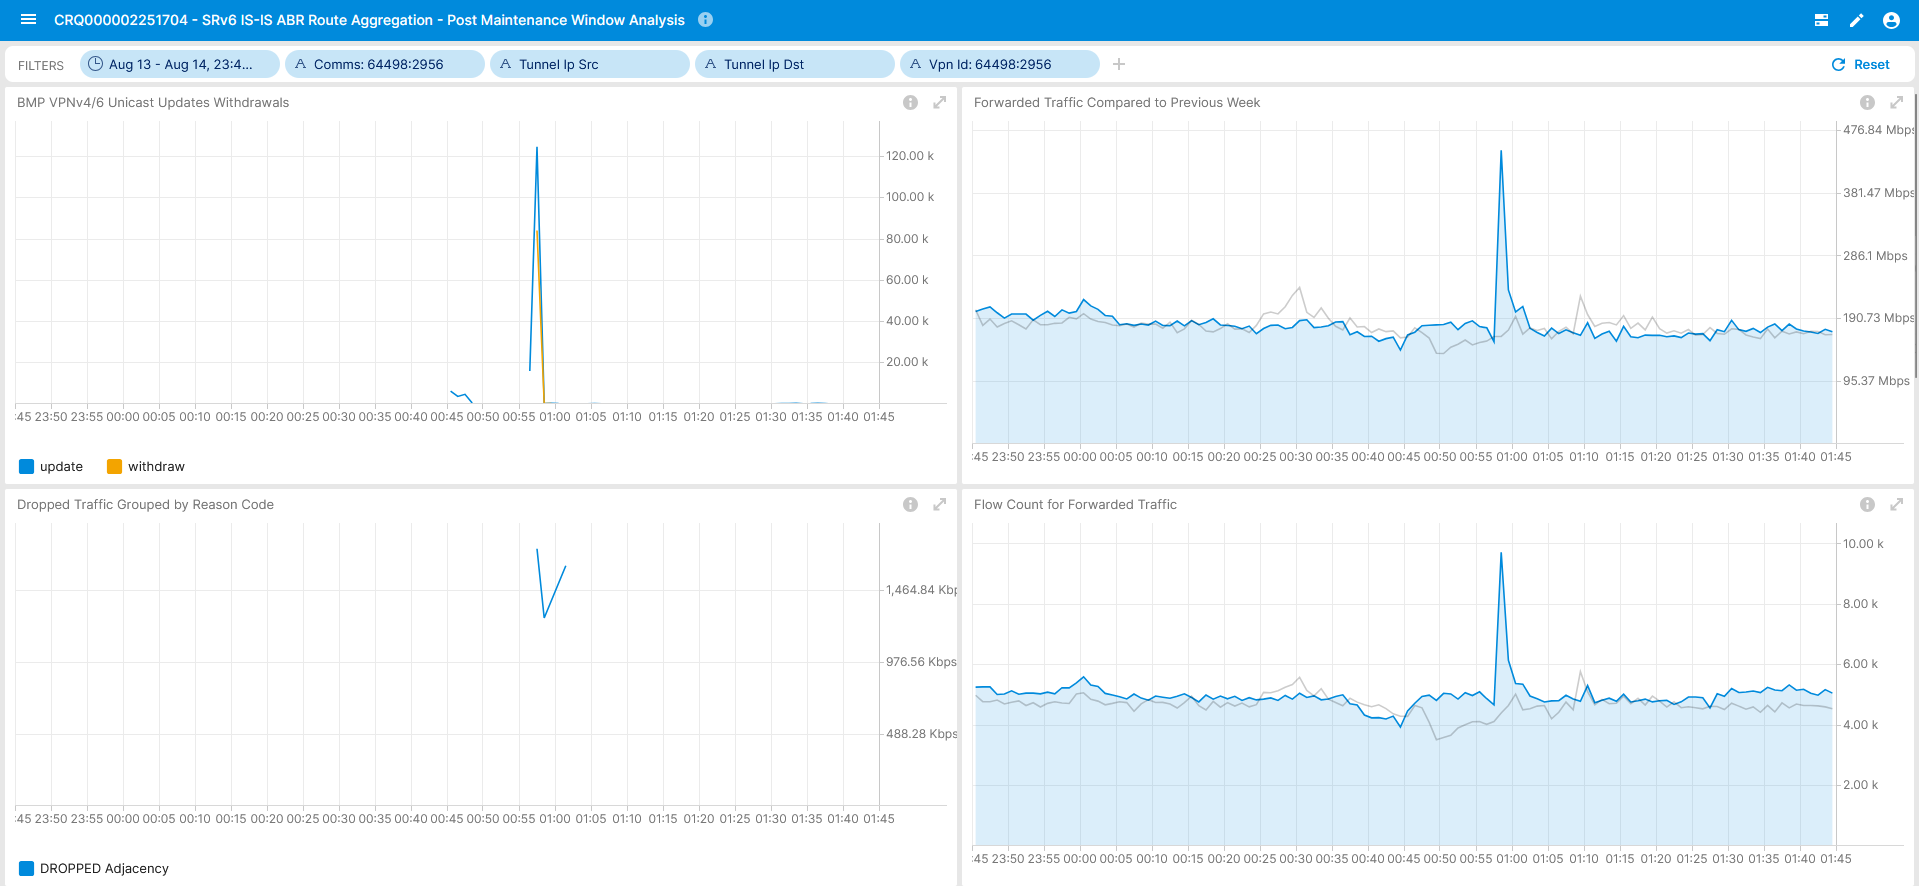 CRQ000002251704 - SRv6 IS-IS ABR Route Aggregation - Post Maintenance Window Analysis
FILTERS Aug 13 - Aug 14, 23:4... Comms: 64498:2956 Tunnel Ip Src Tunnel Ip Dst Vpn Id: 64498:2956 Reset
BMP VPNv4/6 Unicast Updates Withdrawals
120.00 k
100.00 k
80.00 k
60.00 k
40.00 k
20.00 k
:45 23:50 23:55 00:00 00:05 00:10 00:15 00:20 00:25 00:30 00:35 00:40 00:45 00:50 00:55 01:00 01:05 01:10 01:15 01:20 01:25 01:30 01:35 01:40 01:45
update withdraw
Forwarded Traffic Compared to Previous Week
476.84 Mbps
381.47 Mbps
286.1 Mbps
190.73 Mbps
95.37 Mbps
:45 23:50 23:55 00:00 00:05 00:10 00:15 00:20 00:25 00:30 00:35 00:40 00:45 00:50 00:55 01:00 01:05 01:10 01:15 01:20 01:25 01:30 01:35 01:40 01:45
Dropped Traffic Grouped by Reason Code
1,464.84 Kbp
976.56 Kbps
488.28 Kbps
:45 23:50 23:55 00:00 00:05 00:10 00:15 00:20 00:25 00:30 00:35 00:40 00:45 00:50 00:55 01:00 01:05 01:10 01:15 01:20 01:25 01:30 01:35 01:40 01:45
DROPPED Adjacency
Flow Count for Forwarded Traffic
10.00 k
8.00 k
6.00 k
4.00 k
2.00 k
:45 23:50 23:55 00:00 00:05 00:10 00:15 00:20 00:25 00:30 00:35 00:40 00:45 00:50 00:55 01:00 01:05 01:10 01:15 01:20 01:25 01:30 01:35 01:40 01:45